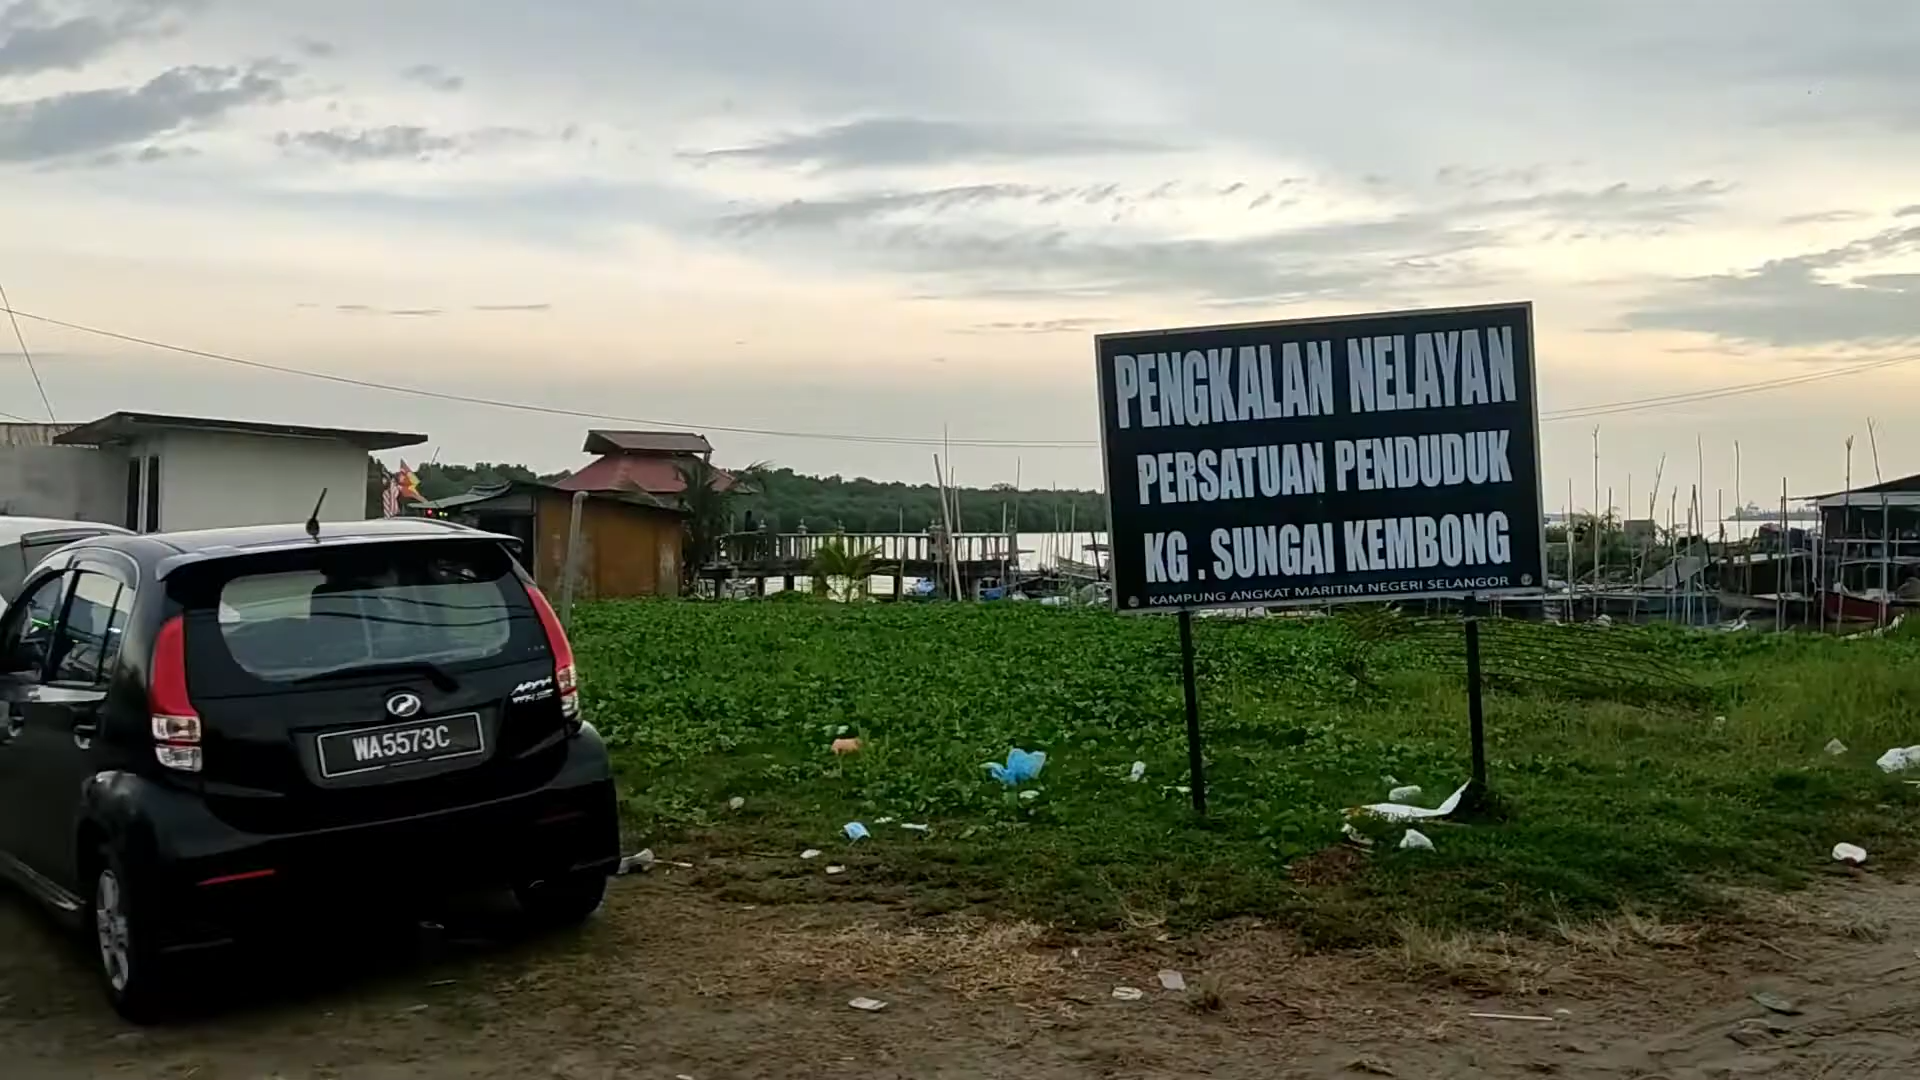 PENGKALAN NELAYAN
PERSATUAN PENDUDUK
KG . SUNGAI KEMBONG
KAMPUNG ANGKAT MARITIM NEGERI SELANGOR
WA5573C